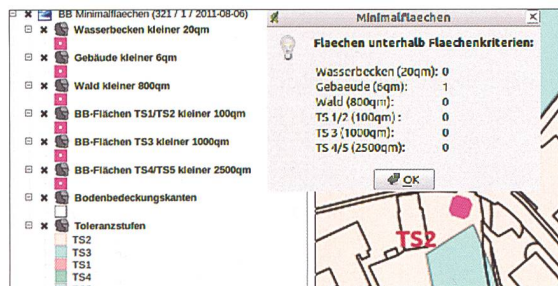 BB Minimalflaechen (321 / 1 / 2011-08-06)
Wasserbecken kleiner 20qm
Gebäude kleiner 6qm
Wald kleiner 800qm
BB-Flächen TS1/TS2 kleiner 100qm
BB-Flächen TS3 kleiner 1000qm
BB-Flächen TS4/TS5 kleiner 2500qm
Bodenbedeckungskanten
Toleranzstufen
TS2
TS3
TS1
TS4
Minimalflaechen
Flaechen unterhalb Flaechenkriterien:
Wasserbecken (20qm): 0
Gebaeude (6qm): 1
Wald (800qm): 0
TS 1/2 (100qm) : 0
TS 3 (1000qm): 0
TS 4/5 (2500qm): 0
OK
TS2